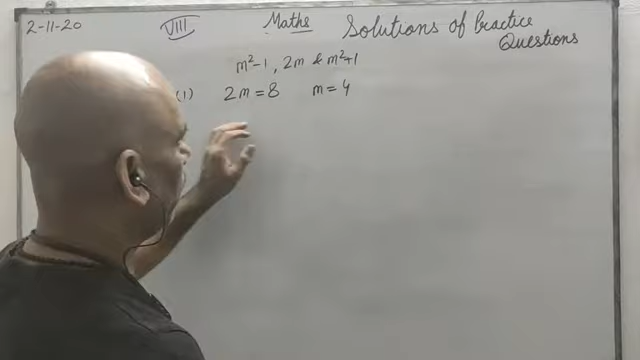 2-11-20 VIII Maths Solutions of Practice
Questions
m²-1, 2m & m²+1
(1) 2m = 8 m = 4